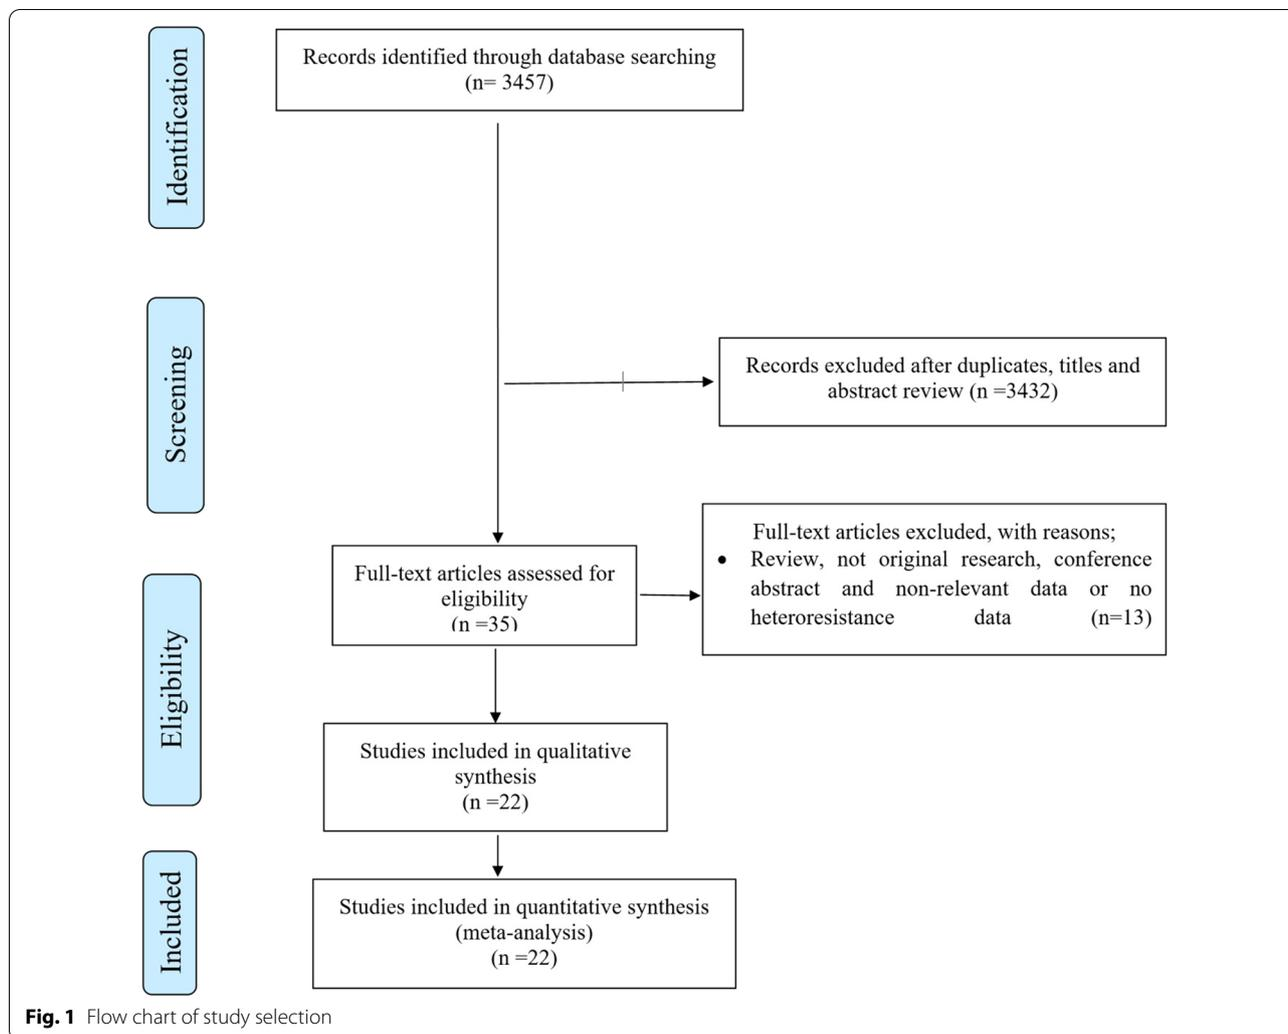 Identification
Records identified through database searching
(n= 3457)
Screening
Records excluded after duplicates, titles and
abstract review (n =3432)
Eligibility
Full-text articles assessed for
eligibility
(n =35)
Full-text articles excluded, with reasons;
• Review, not original research, conference
abstract and non-relevant data or no
heteroresistance data (n=13)
Studies included in qualitative
synthesis
(n =22)
Included
Studies included in quantitative synthesis
(meta-analysis)
(n =22)
Fig. 1 Flow chart of study selection